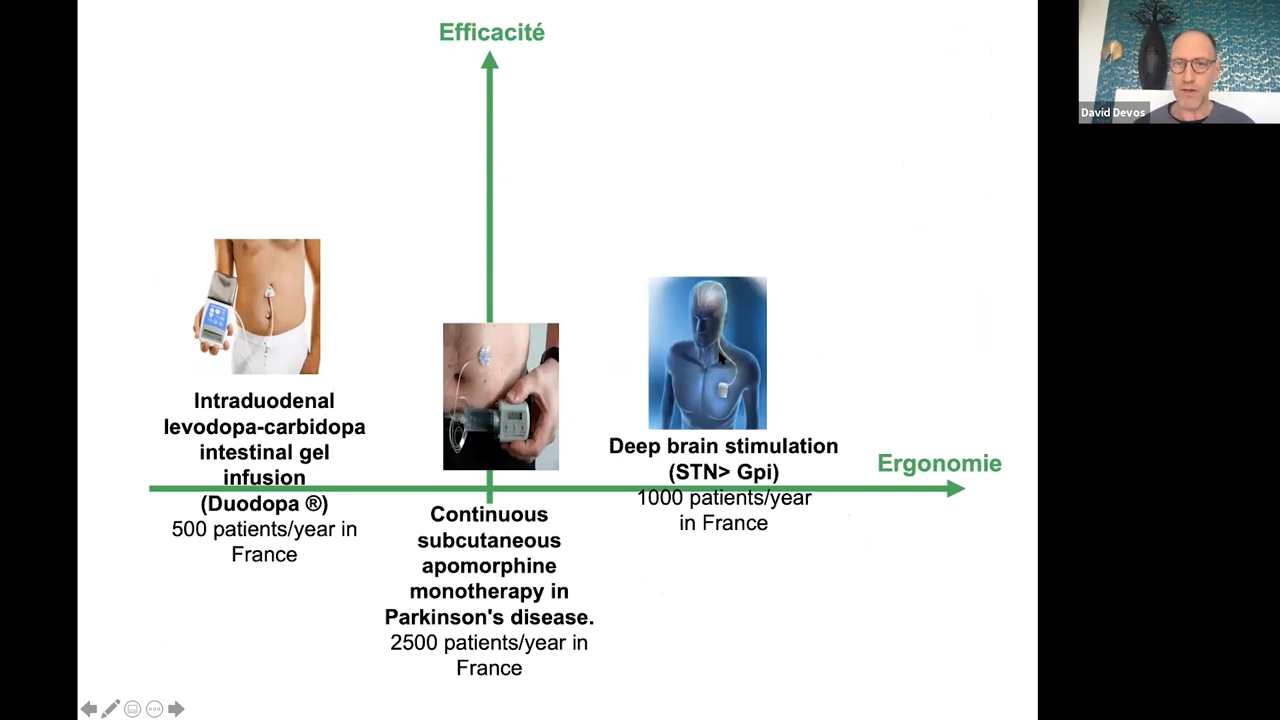 Efficacité
David Devos
Intraduodenal
levodopa-carbidopa
intestinal gel
infusion
(Duodopa ®)
500 patients/year in
France
Continuous
subcutaneous
apomorphine
monotherapy in
Parkinson's disease.
2500 patients/year in
France
Deep brain stimulation
(STN> Gpi)
1000 patients/year
in France
Ergonomie